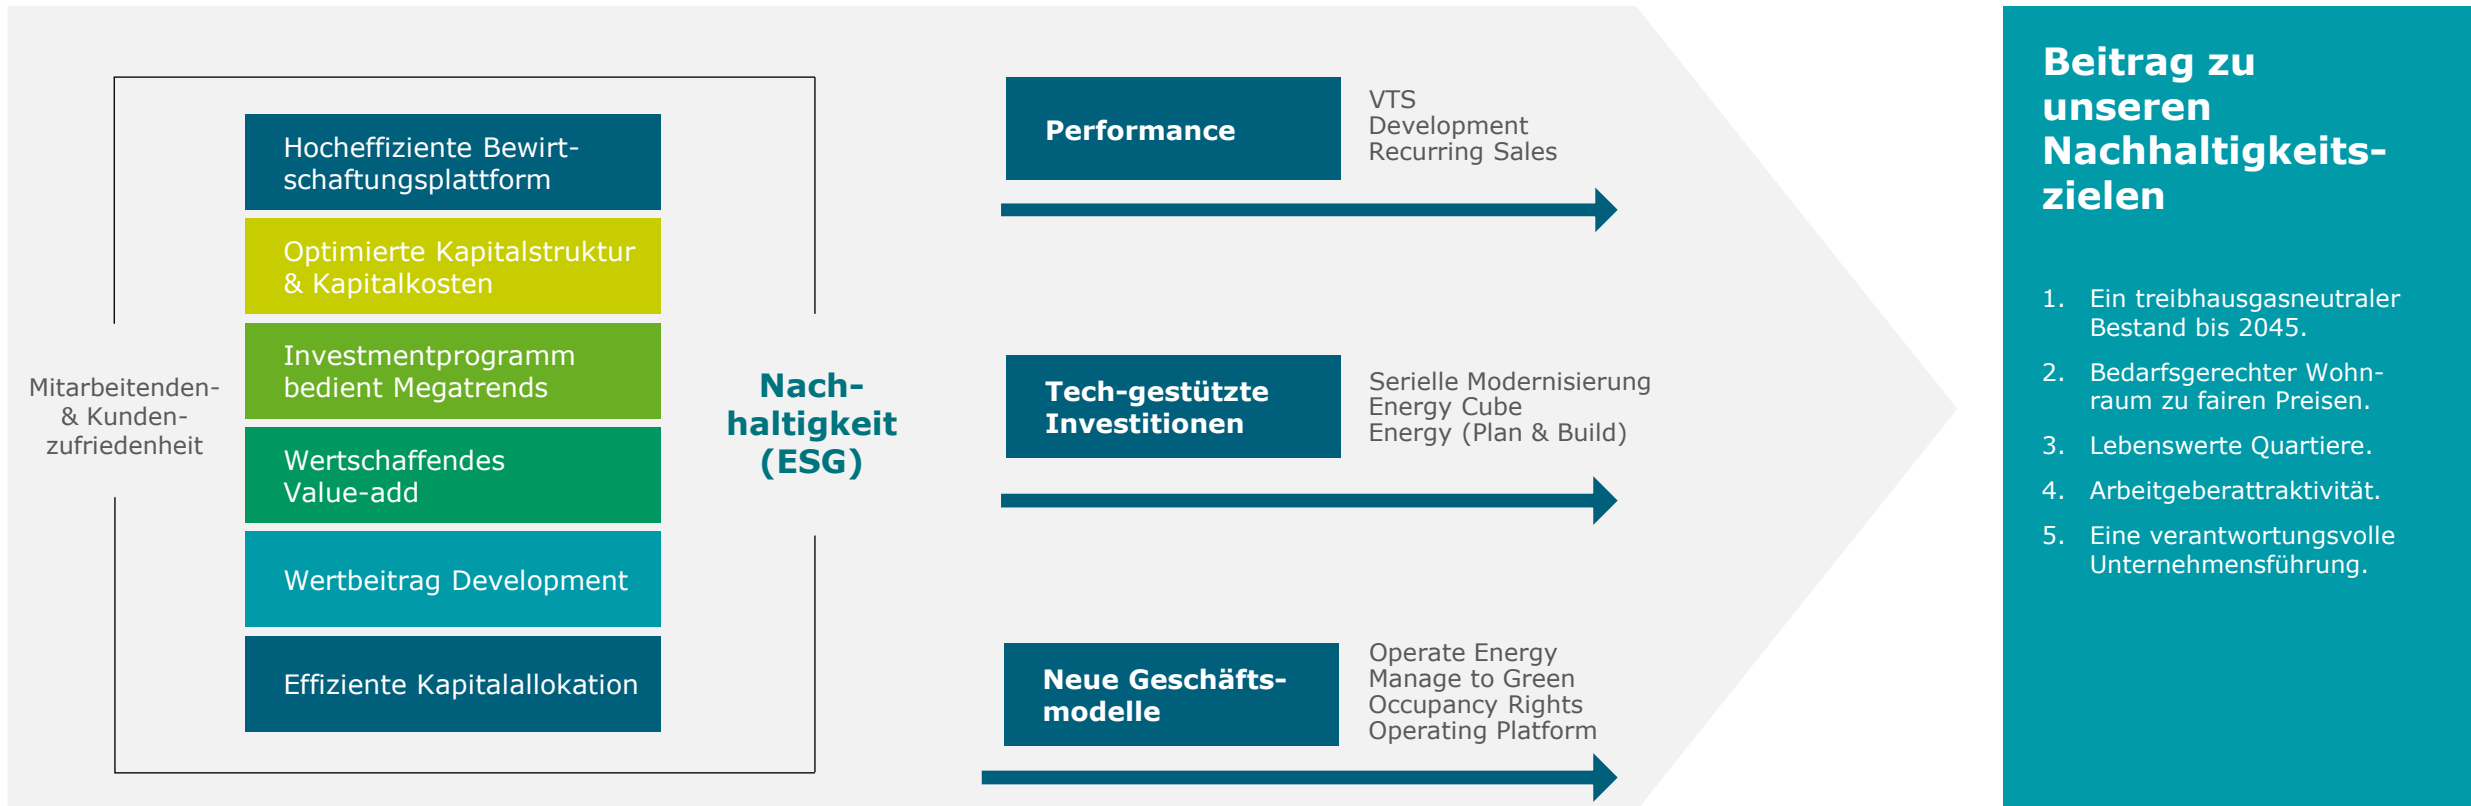 Mitarbeitenden-
& Kunden-
zufriedenheit
Hocheffiziente Bewirt-
schaftungsplattform
Optimierte Kapitalstruktur
& Kapitalkosten
Investmentprogramm
bedient Megatrends
Wertschaffendes
Value-add
Wertbeitrag Development
Effiziente Kapitalallokation
Nach-
haltigkeit
(ESG)
Performance
VTS
Development
Recurring Sales
Tech-gestützte
Investitionen
Serielle Modernisierung
Energy Cube
Energy (Plan & Build)
Neue Geschäfts-
modelle
Operate Energy
Manage to Green
Occupancy Rights
Operating Platform
Beitrag zu
unseren
Nachhaltigkeits-
zielen
1. Ein treibhausgasneutraler
Bestand bis 2045.
2. Bedarfsgerechter Wohn-
raum zu fairen Preisen.
3. Lebenswerte Quartiere.
4. Arbeitgeberattraktivität.
5. Eine verantwortungsvolle
Unternehmensführung.